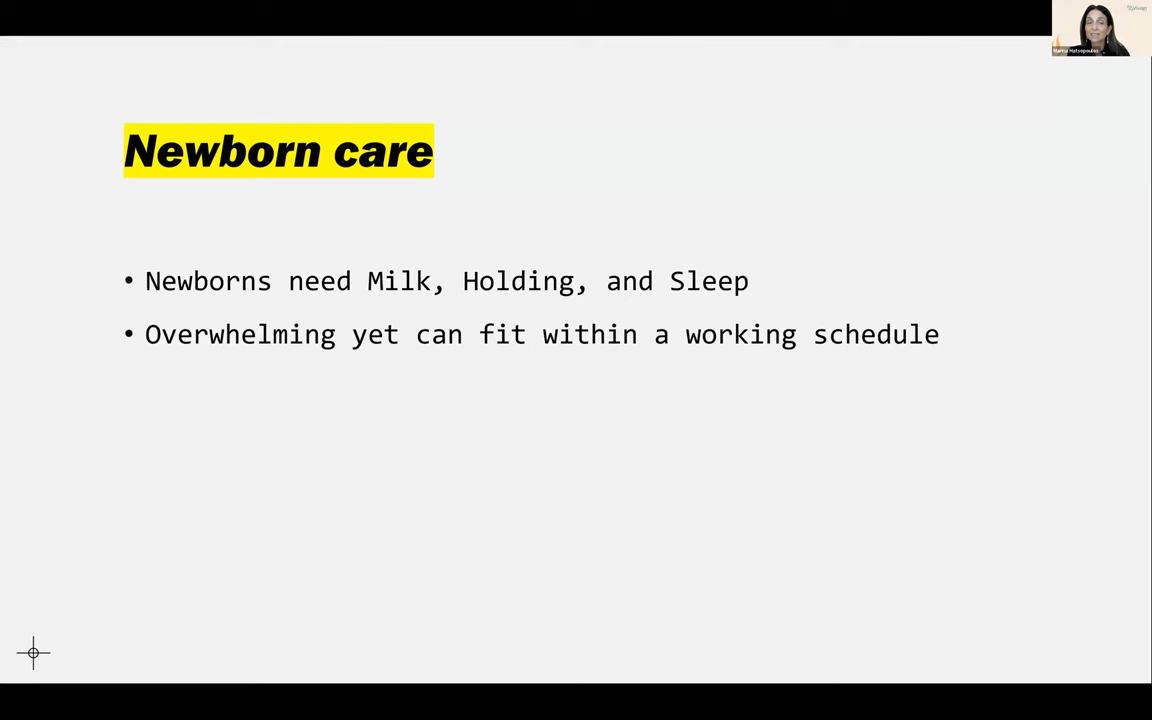 Newborn care
• Newborns need Milk, Holding, and Sleep
• Overwhelming yet can fit within a working schedule